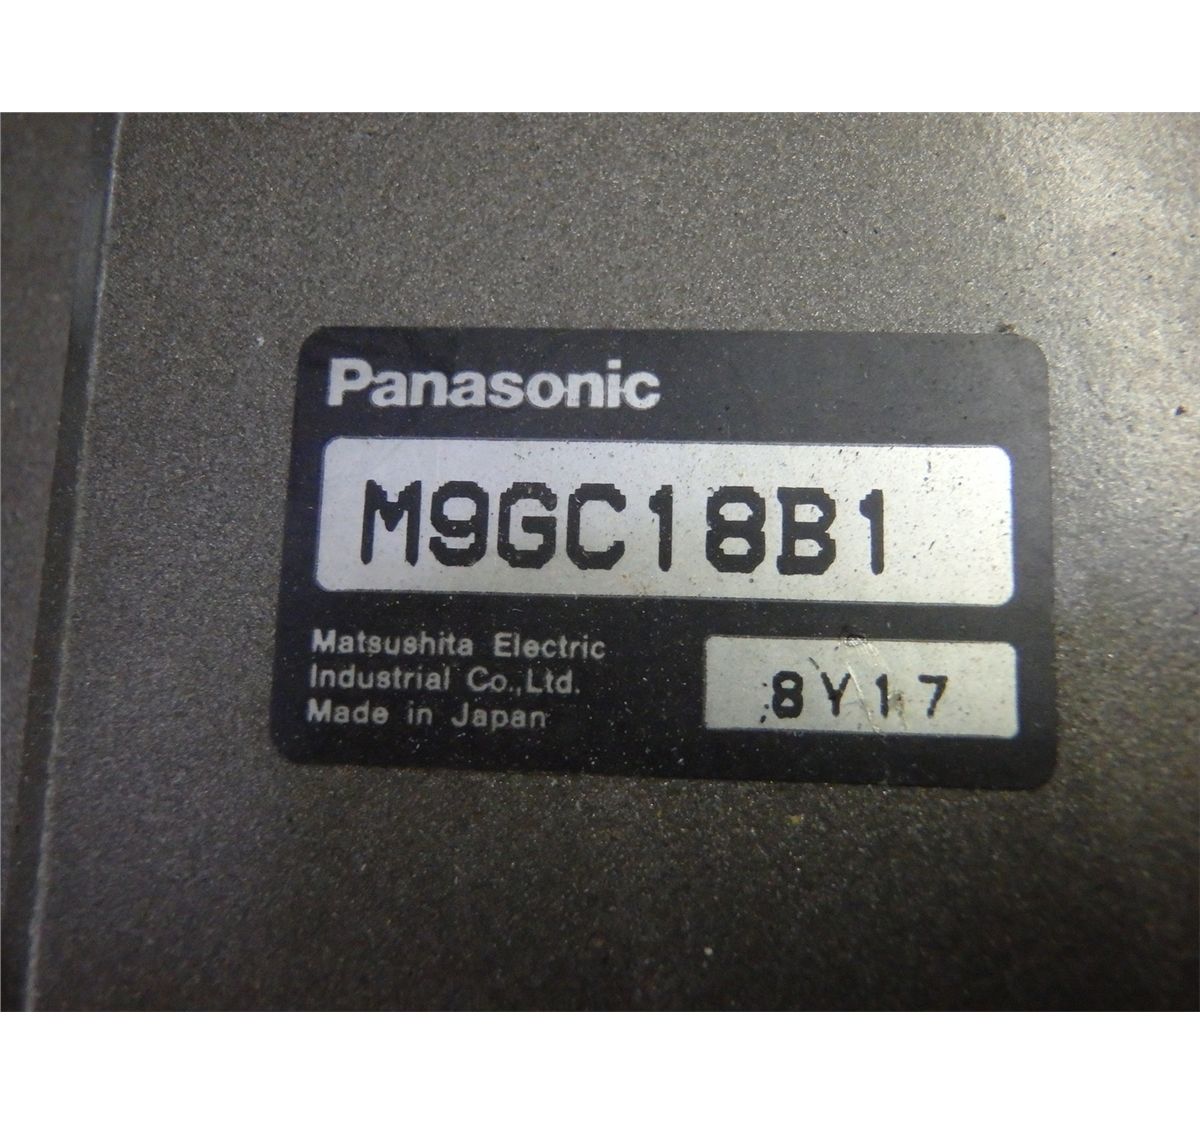 Panasonic
M9GC18B1
Matsushita Electric
Industrial Co.,Ltd.
Made in Japan
8Y17